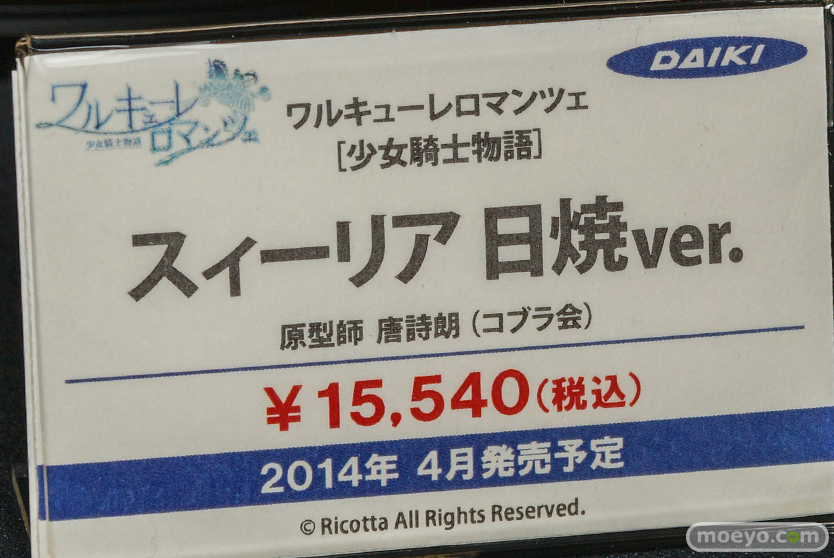 DAIKI
ワルキューレ
ロマンツェ
少女騎士物語
ワルキューレロマンツェ
[少女騎士物語]
スィーリア 日焼ver.
原型師 唐詩朗（コブラ会）
￥15,540(税込)
2014年 4月発売予定
© Ricotta All Rights Reserved.
moeyo.com